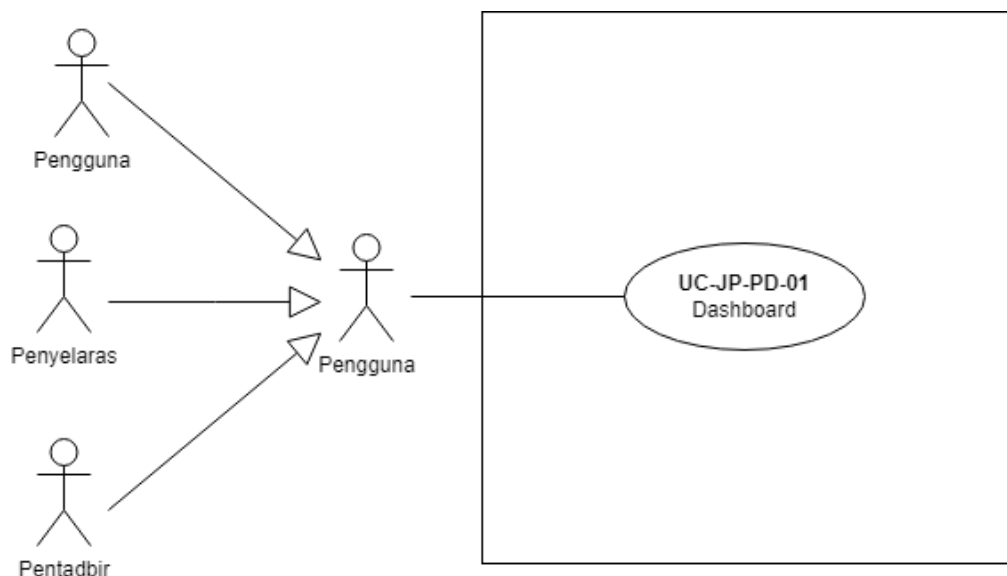 Pengguna
Penyelaras
Pengguna
Pentadbir
UC-JP-PD-01
Dashboard